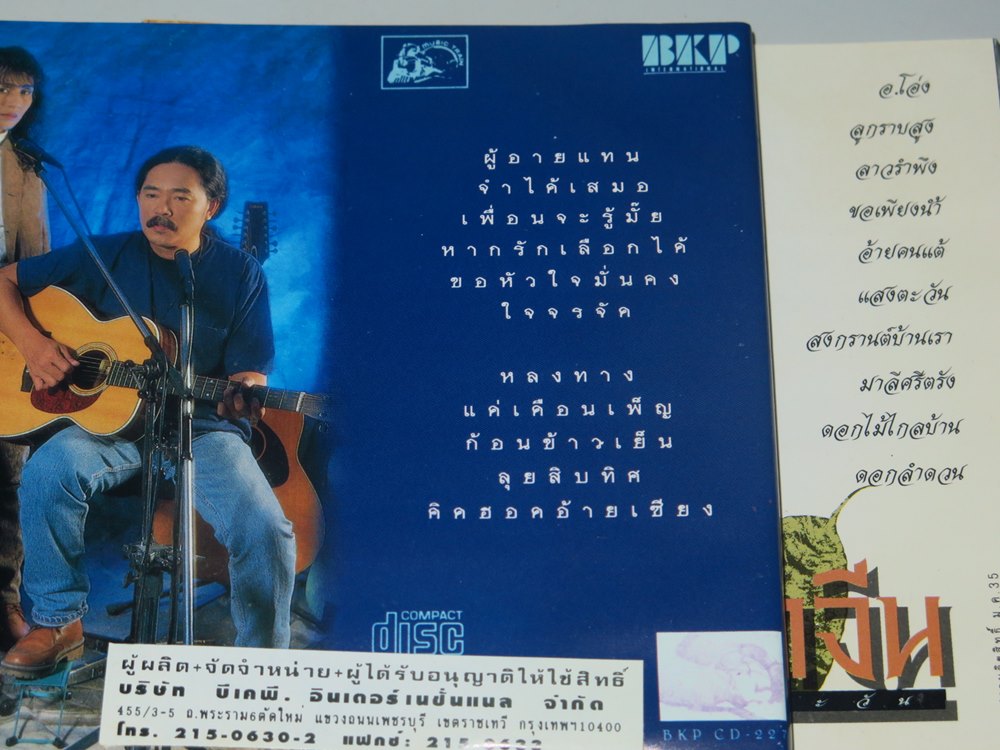 MUSIC TRAIN
BKP
INTERNATIONAL
ผู้อายแทน
จำได้เสมอ
เพื่อนจะรู้มั๊ย
หากรักเลือกได้
ขอหัวใจมั่นคง
ใจจรจัด
หลงทาง
แค่เดือนเพ็ญ
ก้อนข้าวเย็น
ลุยสิบทิศ
คิดฮอดอ้ายเซียง
COMPACT
disc
ผู้ผลิต+จัดจำหน่าย+ผู้ได้รับอนุญาติให้ใช้สิทธิ์
บริษัท บีเคพี. อินเตอร์เนชั่นแนล จำกัด
455/3-5 ถ.พระราม6ตัดใหม่ แขวงถนนเพชรบุรี เขตราชเทวี กรุงเทพฯ10400
โทร. 215-0630-2 แฟกซ์: 215-0632
BKP CD-227
อ.โอ่ง
ลูกราบสูง
ลาวรำพึง
ขอเพียงน้ำ
อ้ายคนแต้
แสงตะวัน
สงกรานต์บ้านเรา
มาลีศรีตรัง
ดอกไม้ไกลบ้าน
ดอกลำดวน
จีน
ะวัน